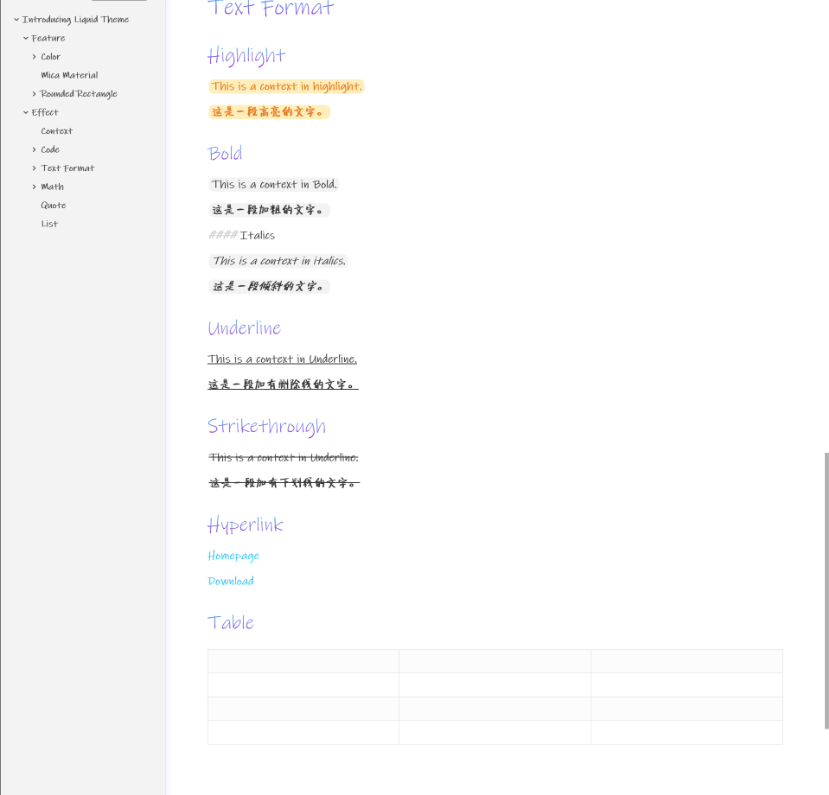 Introducing Liquid Theme
Feature
Color
Mica Material
Rounded Rectangle
Effect
Context
Code
Text Format
Math
Quote
List
Text Format
Highlight
This is a context in highlight.
这是一段高亮的文字。
Bold
This is a context in Bold.
这是一段加粗的文字。
#### Italics
This is a context in italics.
这是一段倾斜的文字。
Underline
This is a context in Underline.
这是一段加有删除线的文字。
Strikethrough
This is a context in Underline.
这是一段加有下划线的文字。
Hyperlink
Homepage
Download
Table